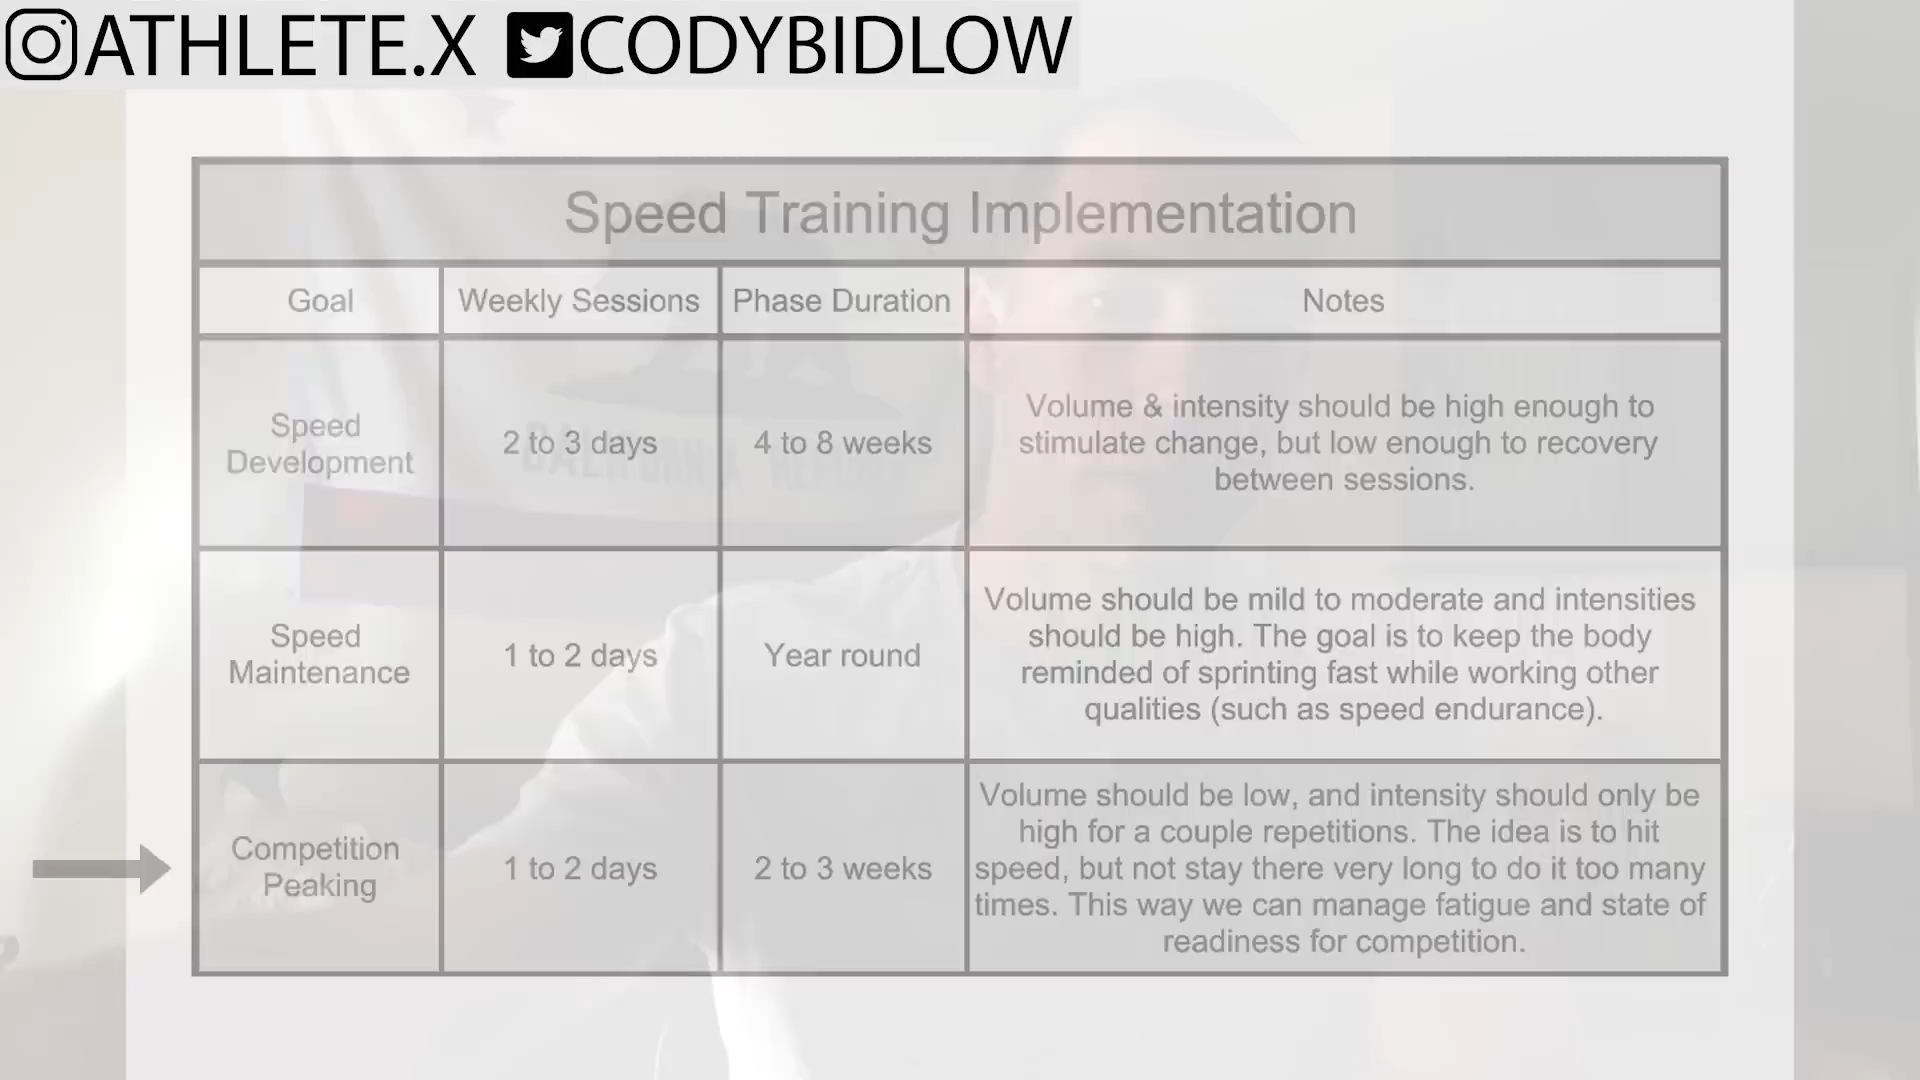 ATHLETE.X CODYBIDLOW
Speed Training Implementation
Goal
Weekly Sessions
Phase Duration
Notes
Speed
Development
2 to 3 days
4 to 8 weeks
Volume & intensity should be high enough to
stimulate change, but low enough to recovery
between sessions.
Speed
Maintenance
1 to 2 days
Year round
Volume should be mild to moderate and intensities
should be high. The goal is to keep the body
reminded of sprinting fast while working other
qualities (such as speed endurance).
Competition
Peaking
1 to 2 days
2 to 3 weeks
Volume should be low, and intensity should only be
high for a couple repetitions. The idea is to hit
speed, but not stay there very long to do it too many
times. This way we can manage fatigue and state of
readiness for competition.